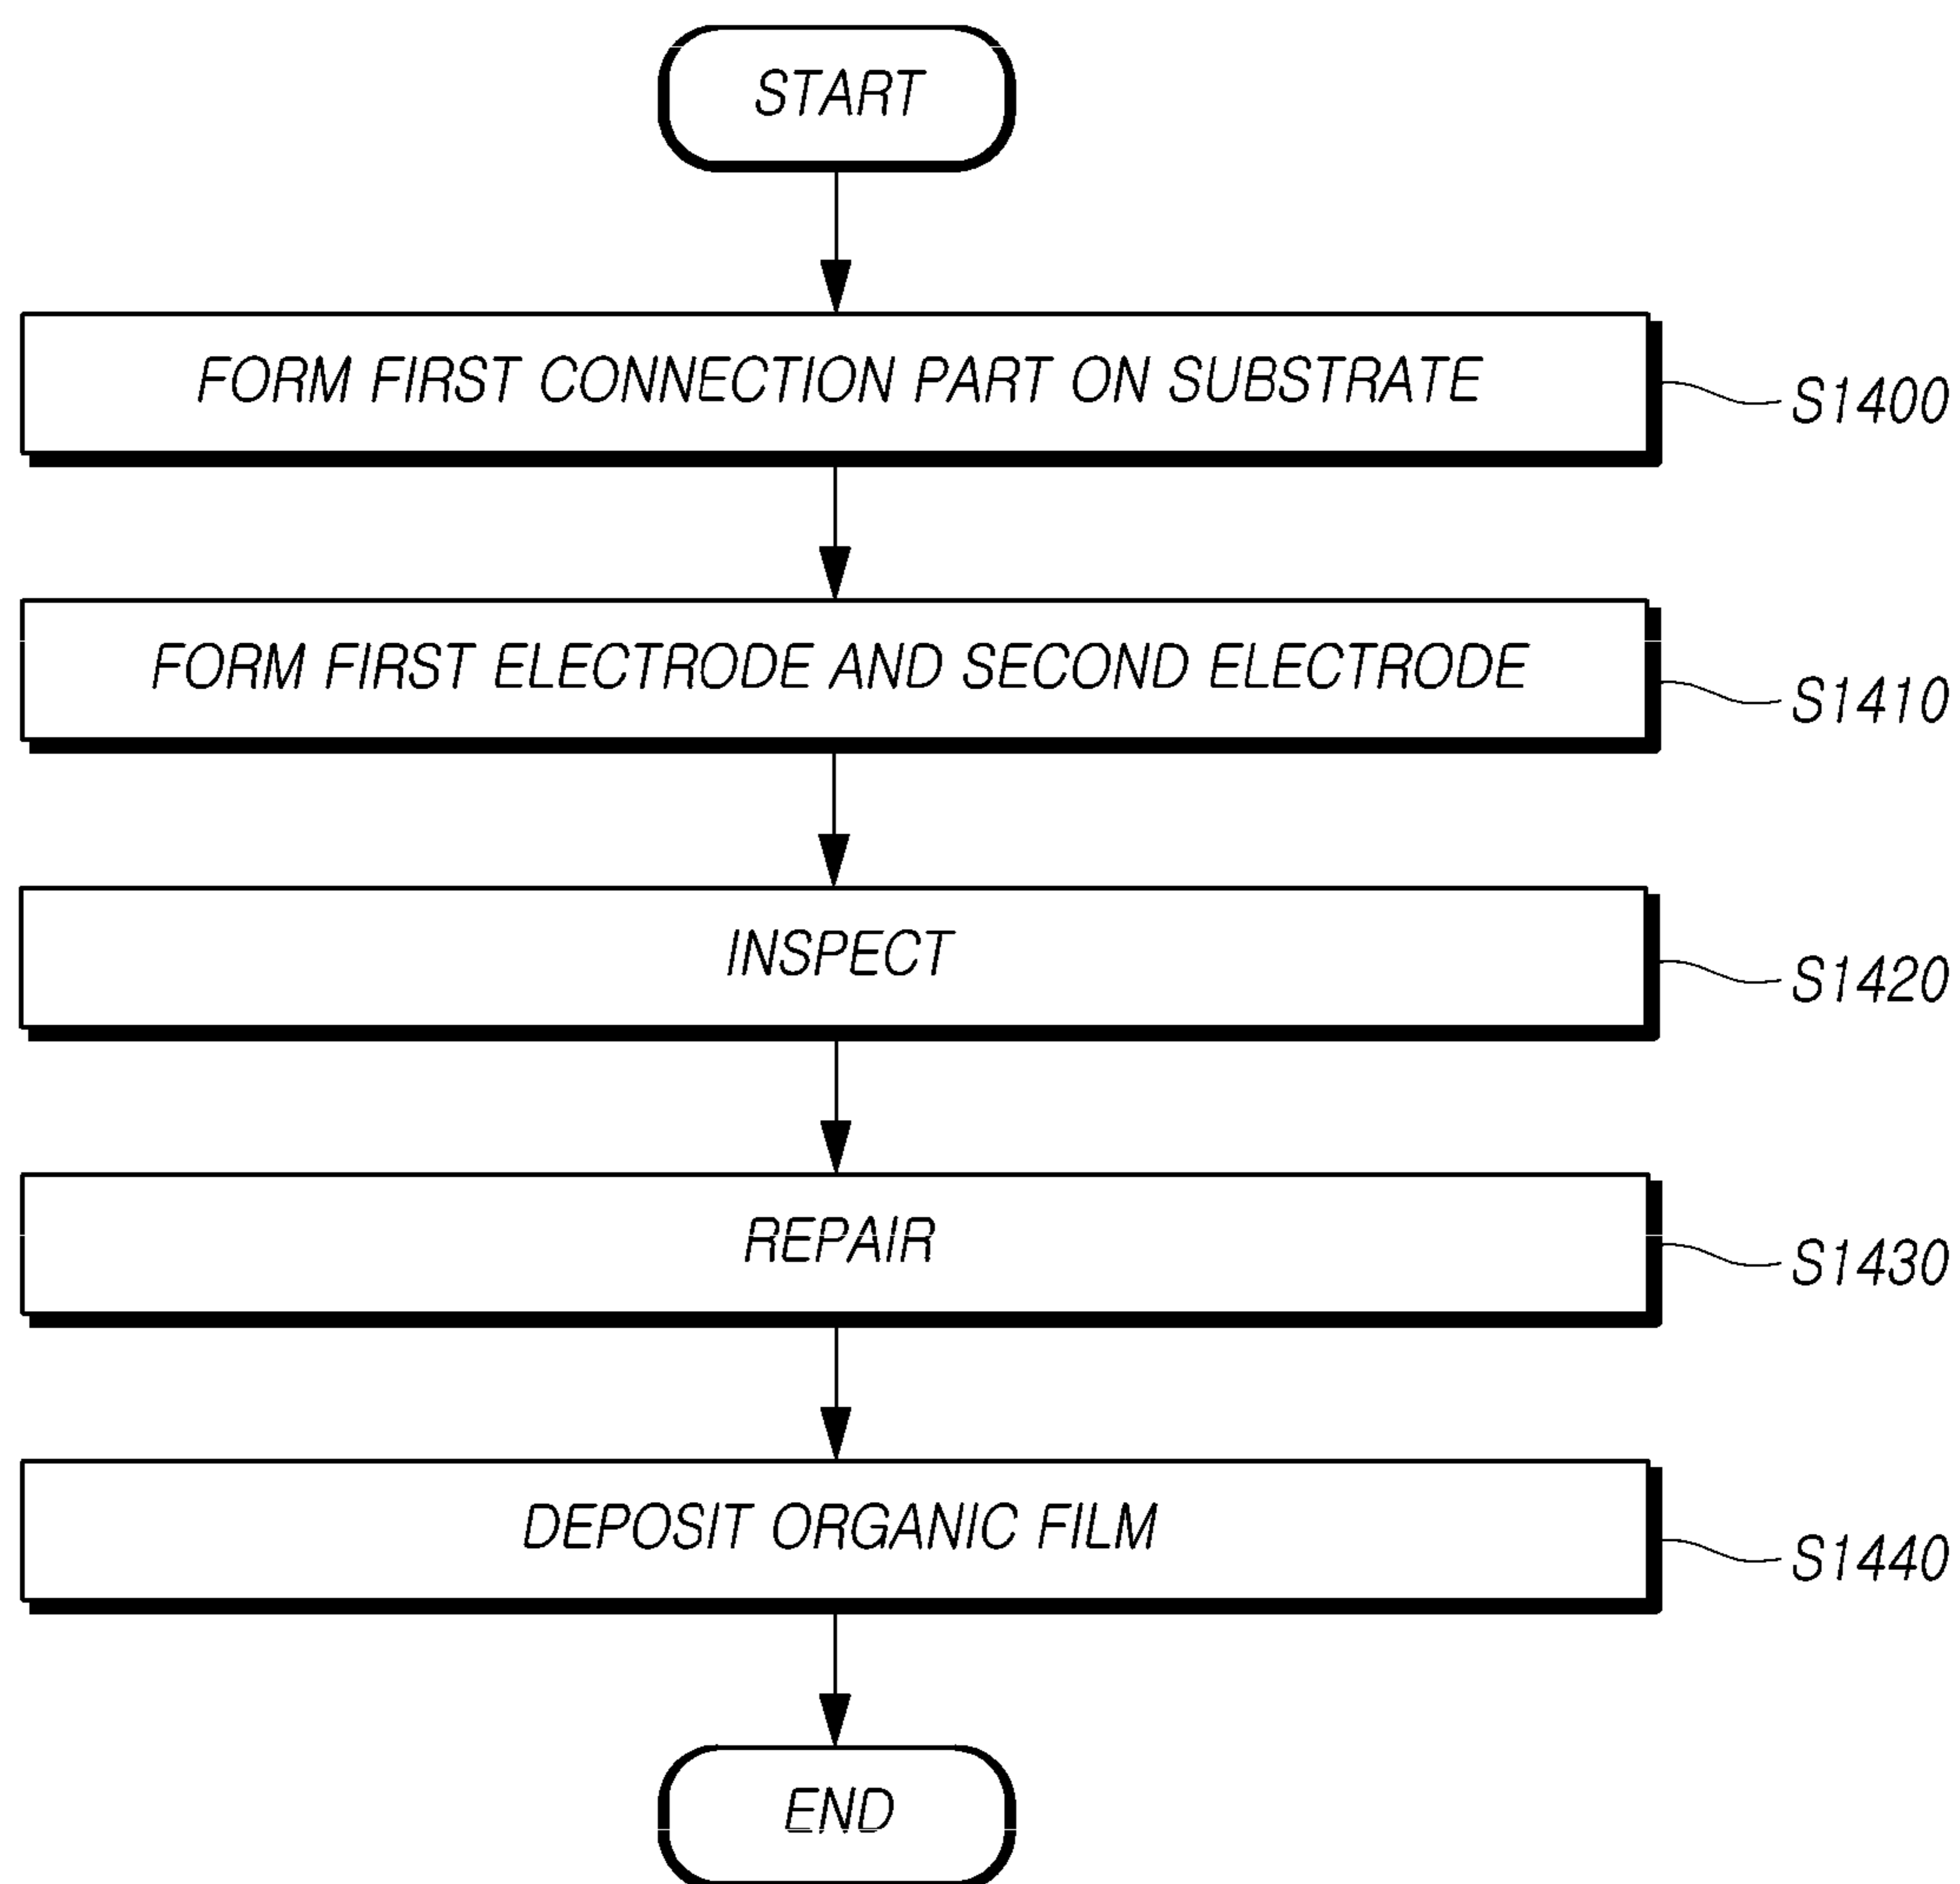 START
FORM FIRST CONNECTION PART ON SUBSTRATE
S1400
FORM FIRST ELECTRODE AND SECOND ELECTRODE
S1410
INSPECT
S1420
REPAIR
S1430
DEPOSIT ORGANIC FILM
S1440
END